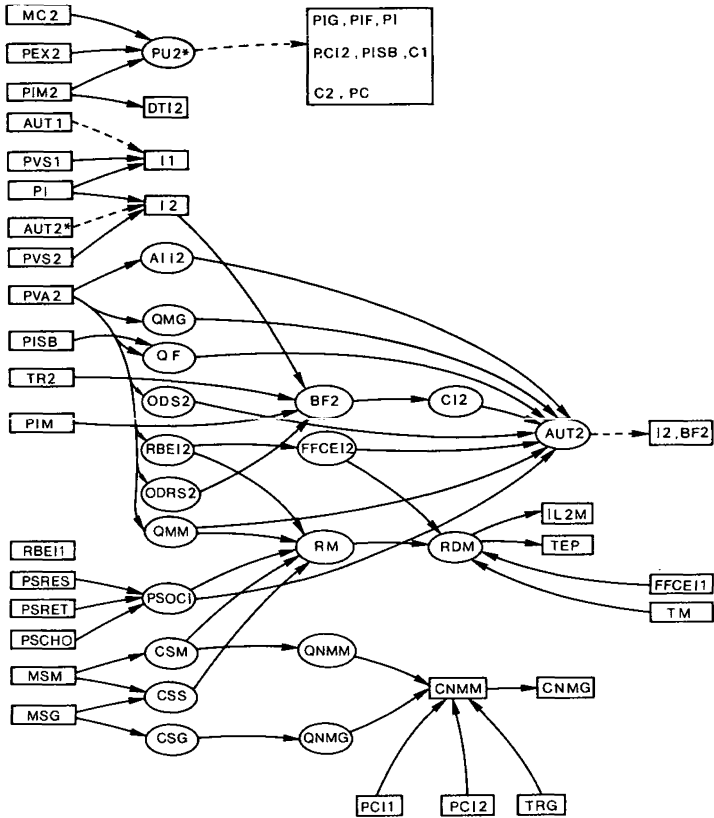 MC2
PEX2
PIM2
AUT1
PVS1
PI
AUT2*
PVS2
PVA2
PISB
TR2
PIM
RBEI1
PSRES
PSRET
PSCHO
MSM
MSG
PU2*
DTI2
I1
I2
AII2
QMG
QF
ODS2
RBEI2
ODRS2
QMM
PSOCI
CSM
CSS
CSG
PIG, PIF, PI
PCI2, PISB, C1
C2, PC
BF2
FFCEI2
RM
QNMM
QNMG
CI2
RDM
CNMM
PCI1
PCI2
TRG
AUT2
IL2M
TEP
CNMG
I2, BF2
FFCEI1
TM